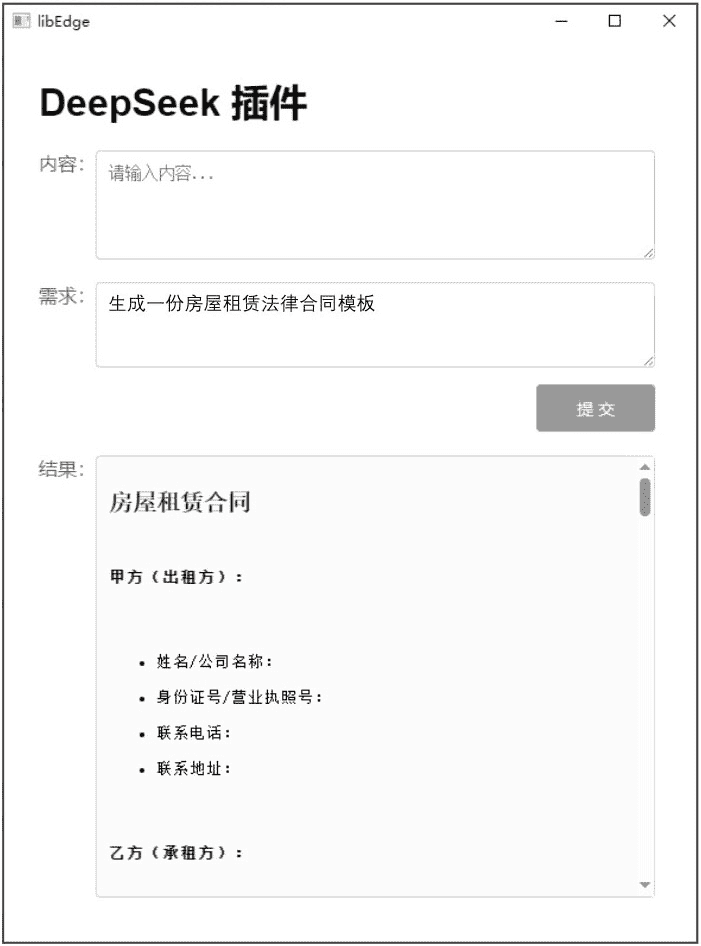 libEdge
DeepSeek 插件
内容：
请输入内容...
需求：
生成一份房屋租赁法律合同模板
提交
结果：
房屋租赁合同
甲方（出租方）：
• 姓名/公司名称：
• 身份证号/营业执照号：
• 联系电话：
• 联系地址：
乙方（承租方）：